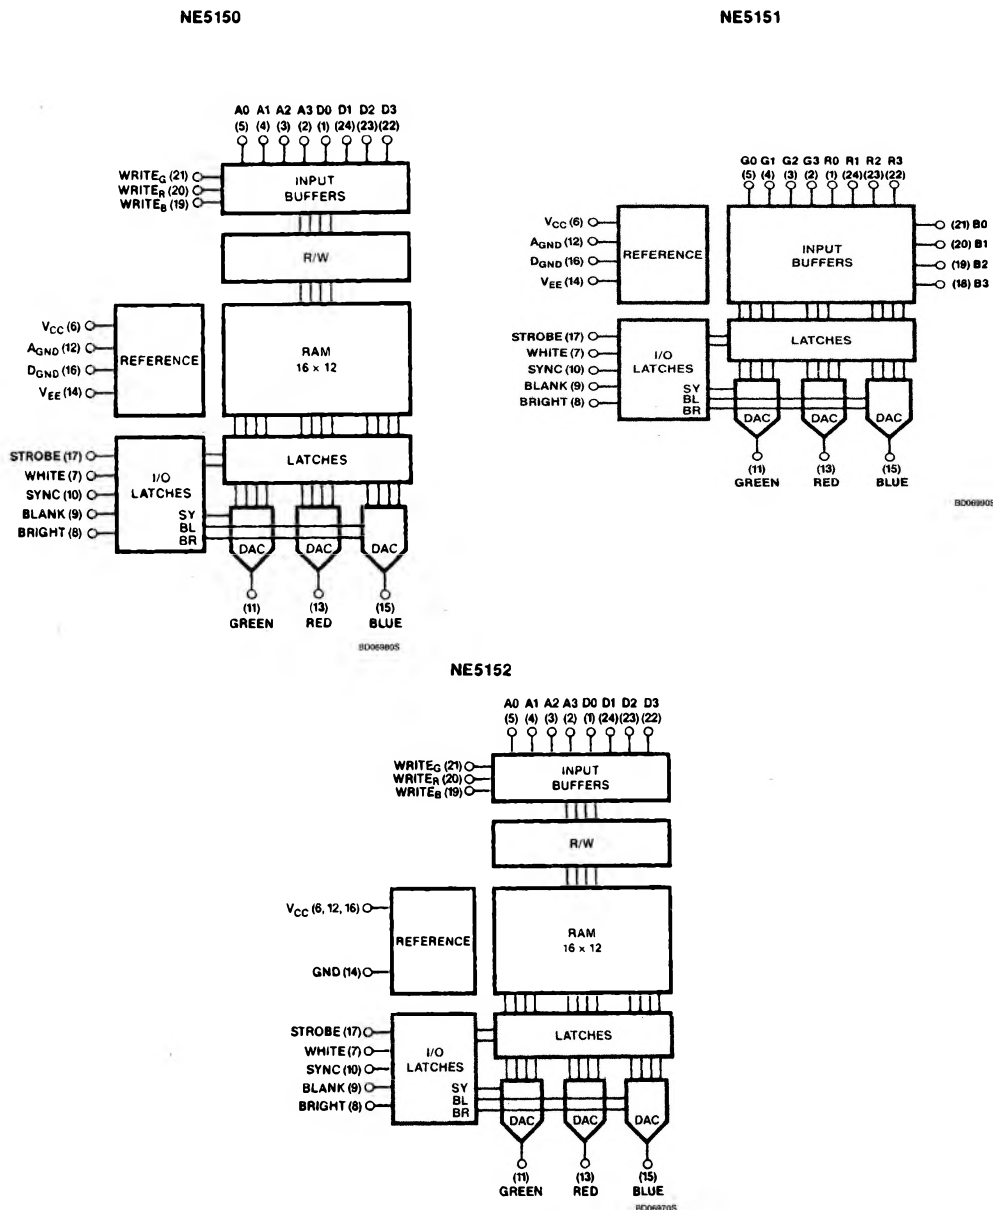 NE5150
A0 A1 A2 A3 D0 D1 D2 D3
(5) (4) (3) (2) (1) (24) (23) (22)
WRITEG (21)
WRITER (20)
WRITEB (19)
INPUT
BUFFERS
R/W
VCC (6)
AGND (12)
DGND (16)
VEE (14)
REFERENCE
RAM
16 × 12
STROBE (17)
WHITE (7)
SYNC (10)
BLANK (9)
BRIGHT (8)
I/O
LATCHES
SY
BL
BR
LATCHES
DAC DAC DAC
(11) (13) (15)
GREEN RED BLUE
BD06980S
NE5151
G0 G1 G2 G3 R0 R1 R2 R3
(5) (4) (3) (2) (1) (24) (23) (22)
VCC (6)
AGND (12)
DGND (16)
VEE (14)
REFERENCE
INPUT
BUFFERS
(21) B0
(20) B1
(19) B2
(18) B3
STROBE (17)
WHITE (7)
SYNC (10)
BLANK (9)
BRIGHT (8)
I/O
LATCHES
SY
BL
BR
LATCHES
DAC DAC DAC
(11) (13) (15)
GREEN RED BLUE
BD06990S
NE5152
A0 A1 A2 A3 D0 D1 D2 D3
(5) (4) (3) (2) (1) (24) (23) (22)
WRITEG (21)
WRITER (20)
WRITEB (19)
INPUT
BUFFERS
R/W
VCC (6, 12, 16)
GND (14)
REFERENCE
RAM
16 × 12
STROBE (17)
WHITE (7)
SYNC (10)
BLANK (9)
BRIGHT (8)
I/O
LATCHES
SY
BL
BR
LATCHES
DAC DAC DAC
(11) (13) (15)
GREEN RED BLUE
BD06970S